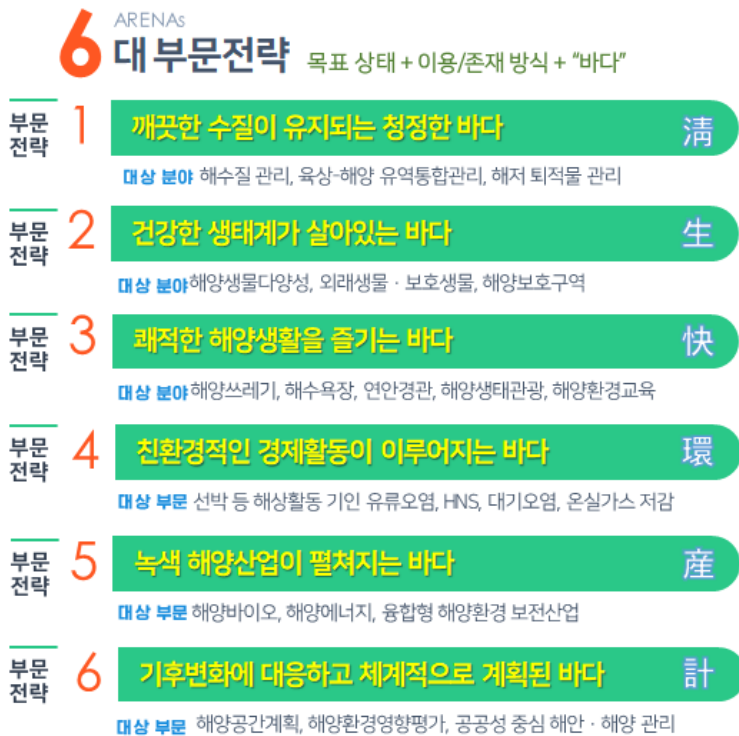 6 ARENAs
대 부문전략 목표 상태 + 이용/존재 방식 + “바다”
부문 전략 1 깨끗한 수질이 유지되는 청정한 바다 淸
대상 분야 해수질 관리, 육상-해양 유역통합관리, 해저 퇴적물 관리
부문 전략 2 건강한 생태계가 살아있는 바다 生
대상 분야 해양생물다양성, 외래생물 · 보호생물, 해양보호구역
부문 전략 3 쾌적한 해양생활을 즐기는 바다 快
대상 분야 해양쓰레기, 해수욕장, 연안경관, 해양생태관광, 해양환경교육
부문 전략 4 친환경적인 경제활동이 이루어지는 바다 環
대상 부문 선박 등 해상활동 기인 유류오염, HNS, 대기오염, 온실가스 저감
부문 전략 5 녹색 해양산업이 펼쳐지는 바다 産
대상 부문 해양바이오, 해양에너지, 융합형 해양환경 보전산업
부문 전략 6 기후변화에 대응하고 체계적으로 계획된 바다 計
대상 부문 해양공간계획, 해양환경영향평가, 공공성 중심 해안 · 해양 관리